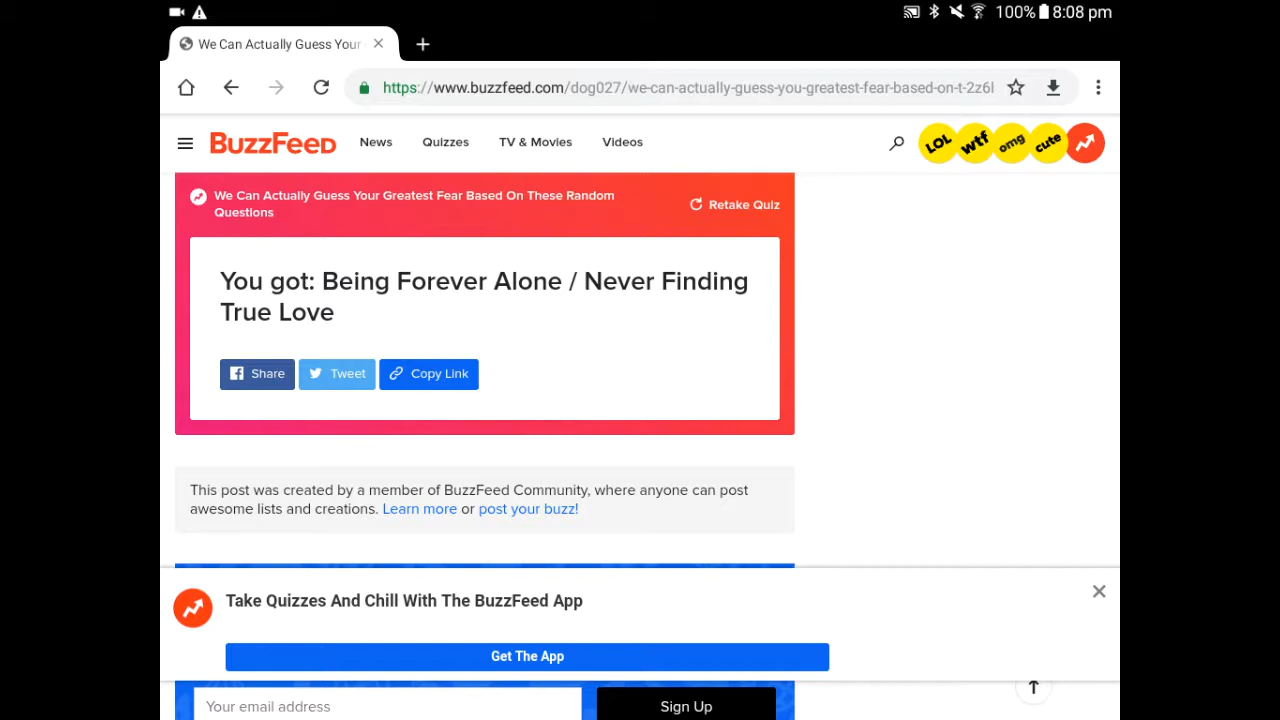 100% 8:08 pm
We Can Actually Guess Your
https://www.buzzfeed.com/dog027/we-can-actually-guess-you-greatest-fear-based-on-t-2z6l
BuzzFeed News Quizzes TV & Movies Videos LOL wtf omg cute
We Can Actually Guess Your Greatest Fear Based On These Random
Questions
Retake Quiz
You got: Being Forever Alone / Never Finding
True Love
Share Tweet Copy Link
This post was created by a member of BuzzFeed Community, where anyone can post
awesome lists and creations. Learn more or post your buzz!
Take Quizzes And Chill With The BuzzFeed App
Get The App
Your email address Sign Up